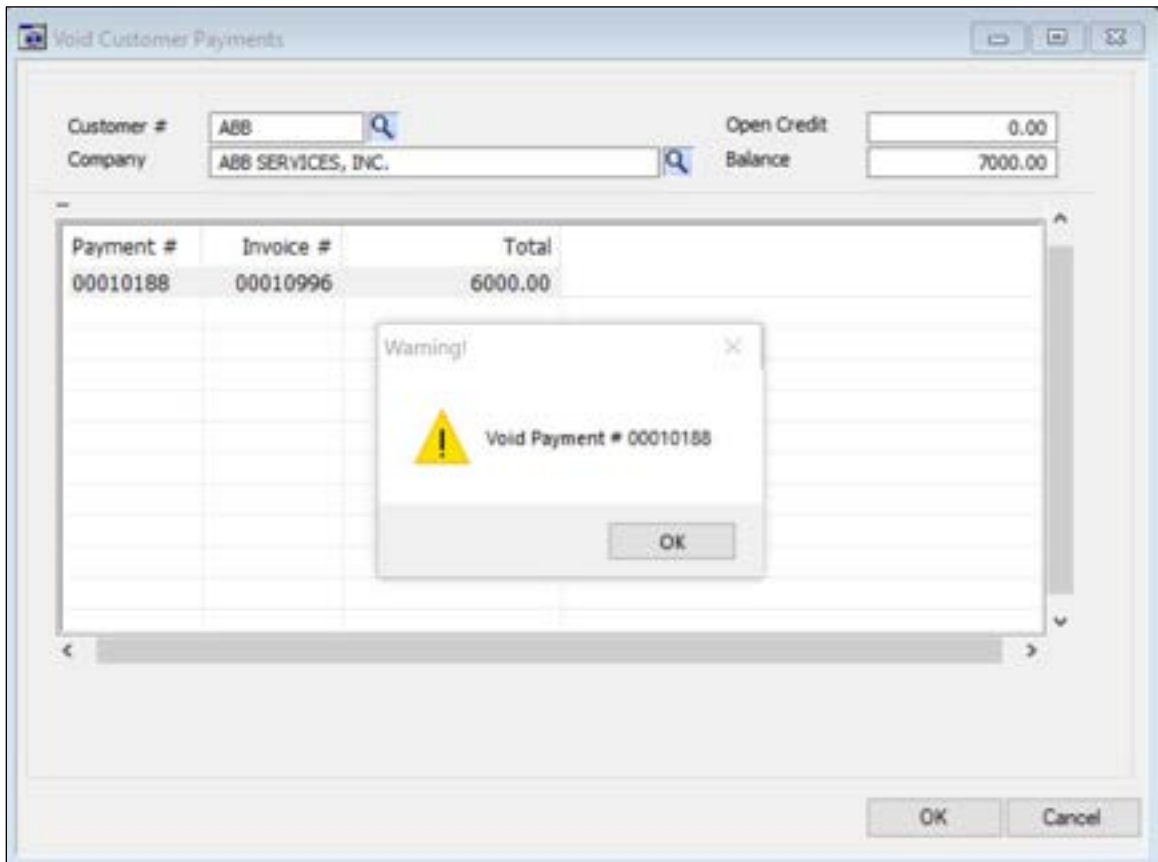 Void Customer Payments
Customer # ABB Open Credit 0.00
Company ABB SERVICES, INC. Balance 7000.00
Payment # Invoice # Total
00010188 00010996 6000.00
Warning!
Void Payment # 00010188
OK
OK Cancel